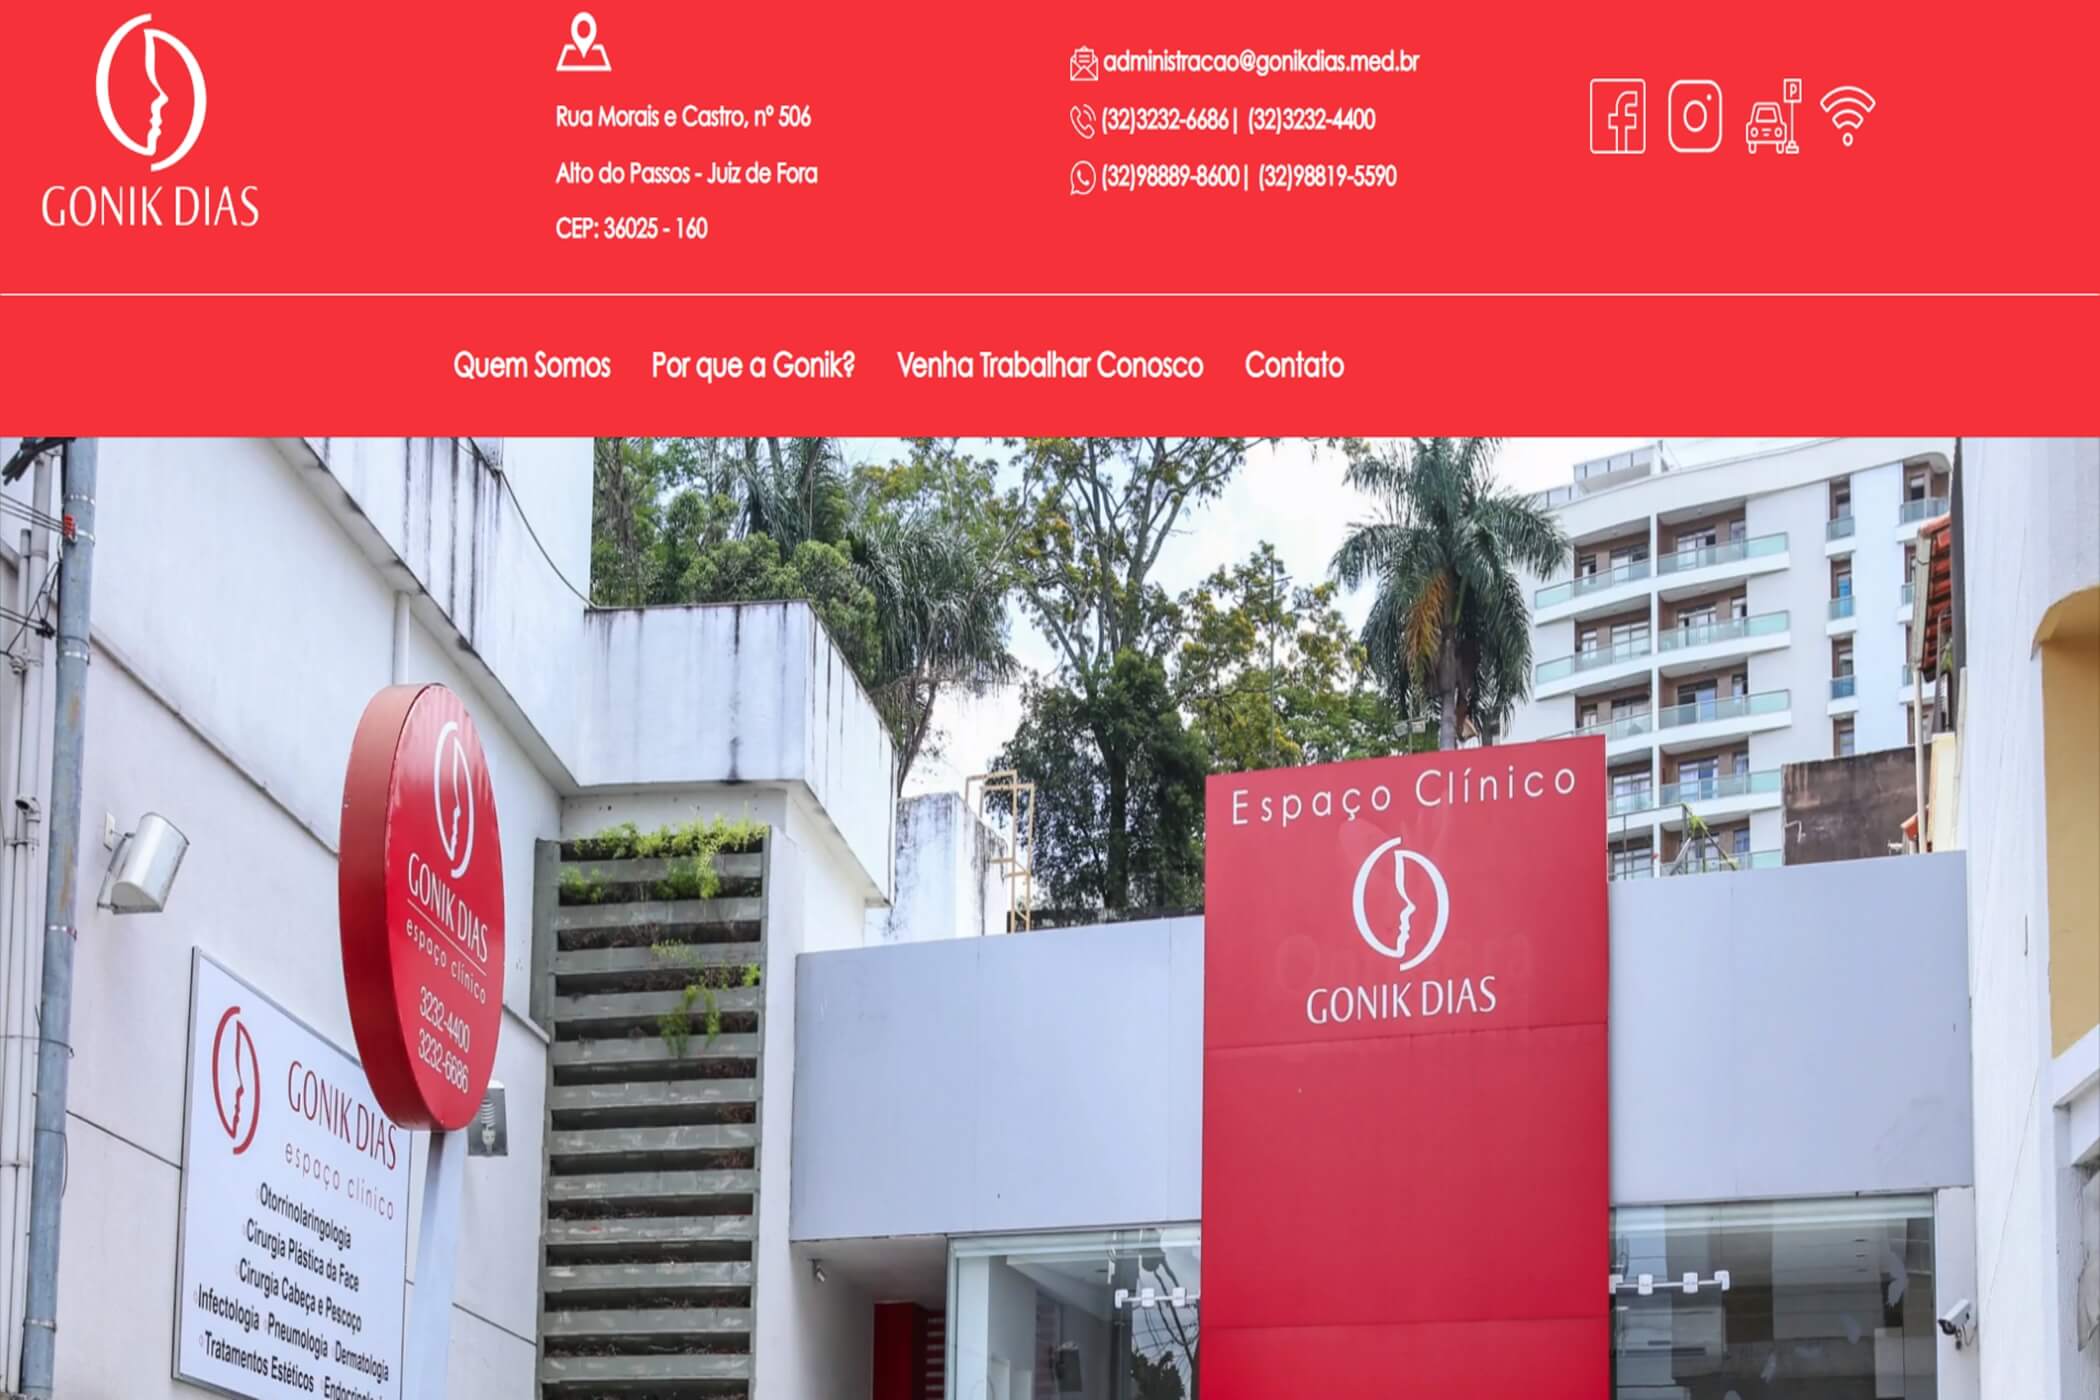 GONIK DIAS
Rua Morais e Castro, nº 506
Alto do Passos - Juiz de Fora
CEP: 36025 - 160
administracao@gonikdias.med.br
(32)3232-6686 | (32)3232-4400
(32)98889-8600 | (32)98819-5590
P
Quem Somos Por que a Gonik? Venha Trabalhar Conosco Contato
Espaço Clínico
GONIK DIAS
GONIK DIAS
espaço clínico
3232-4400
3232-6686
GONIK DIAS
espaço clínico
Otorrinolaringologia
Cirurgia Plástica da Face
Cirurgia Cabeça e Pescoço
Infectologia Pneumologia Dermatologia
Tratamentos Estéticos